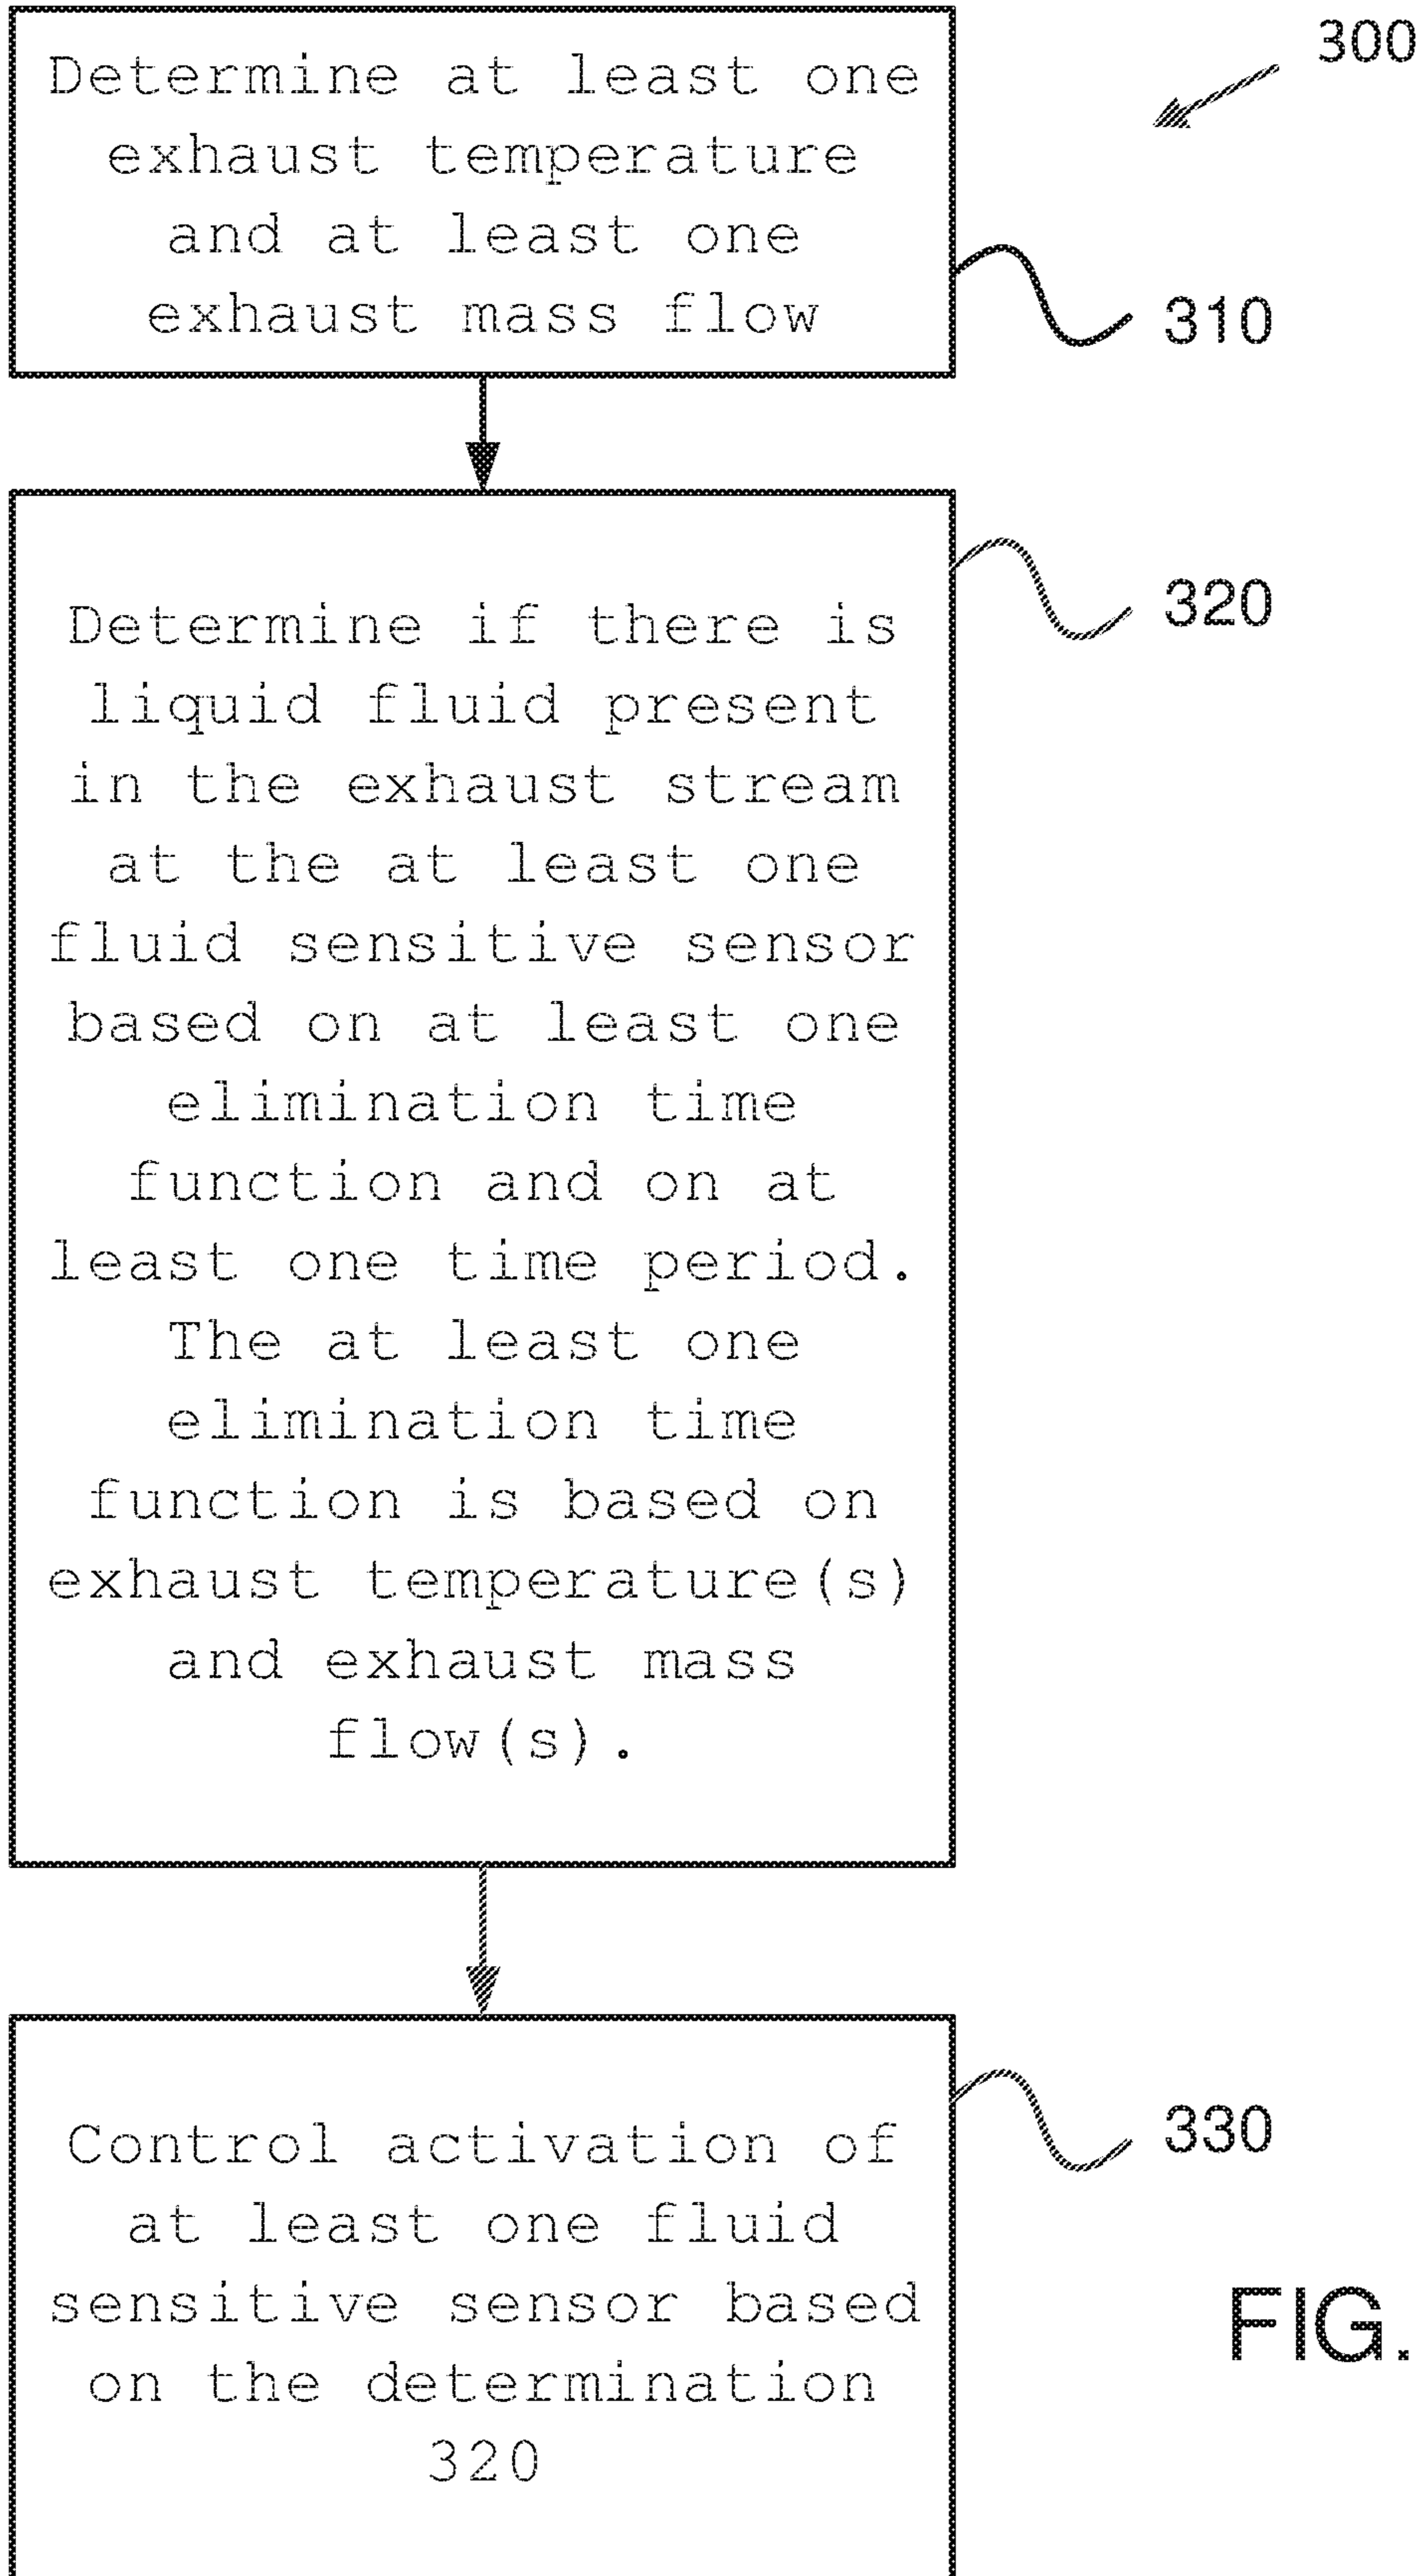 300
Determine at least one
exhaust temperature
and at least one
exhaust mass flow
310
320
Determine if there is
liquid fluid present
in the exhaust stream
at the at least one
fluid sensitive sensor
based on at least one
elimination time
function and on at
least one time period.
The at least one
elimination time
function is based on
exhaust temperature(s)
and exhaust mass
flow(s).
330
Control activation of
at least one fluid
sensitive sensor based
on the determination
320
FIG.